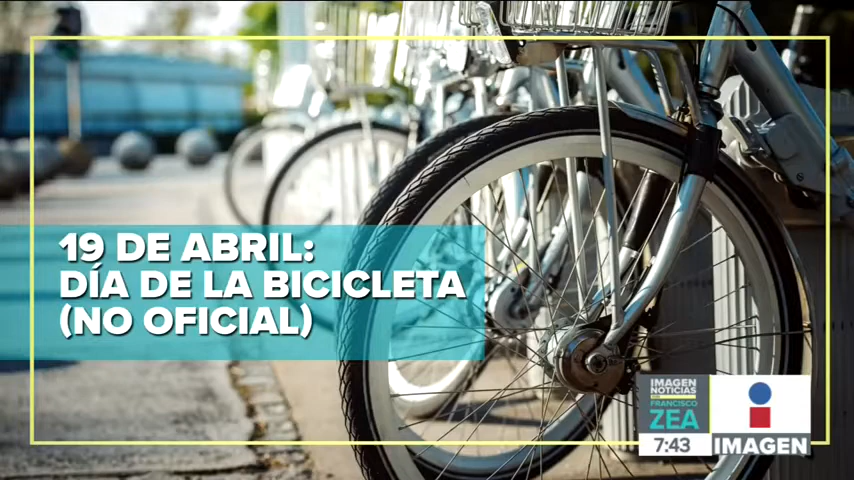 19 DE ABRIL:
DÍA DE LA BICICLETA
(NO OFICIAL)
IMAGEN
NOTICIAS
FRANCISCO
ZEA
7:43
IMAGEN